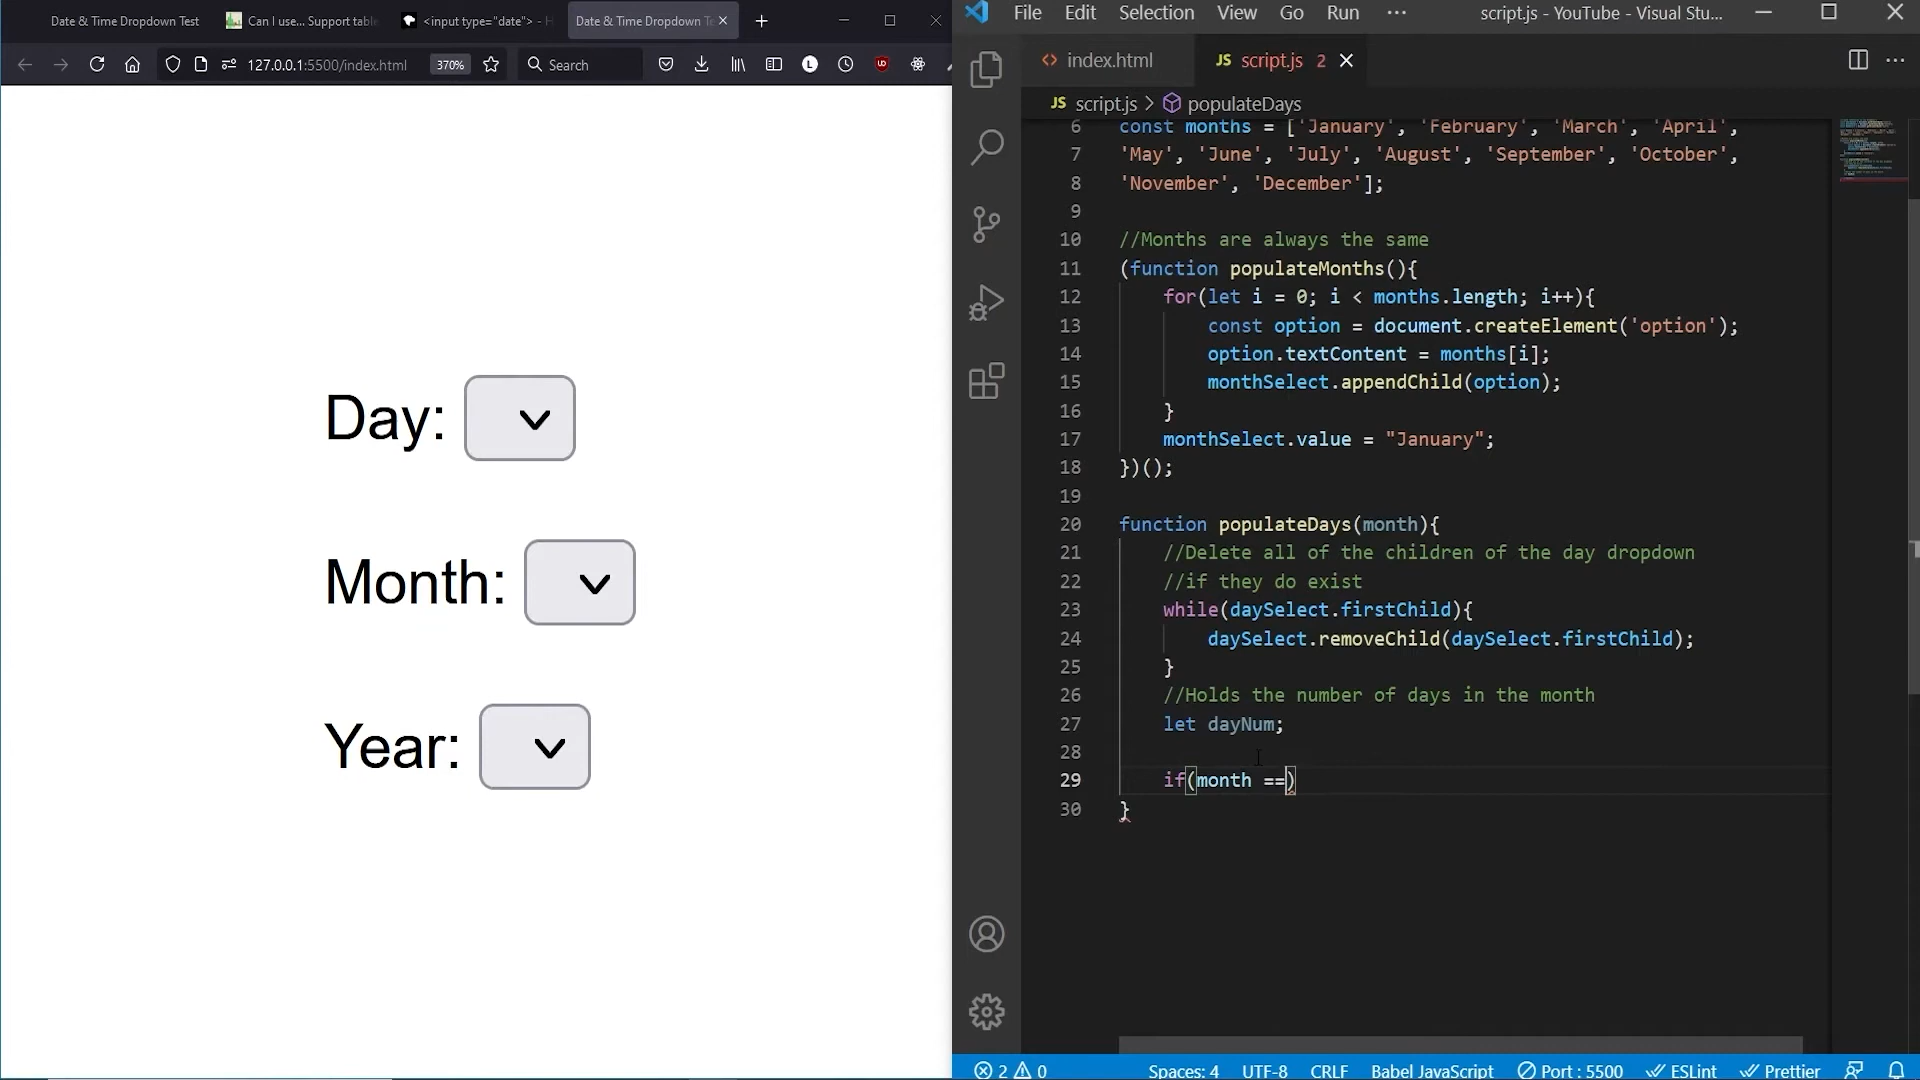 Date & Time Dropdown Test
Can I use... Support table
<input type="date"> - H
Date & Time Dropdown Te
127.0.0.1:5500/index.html
370%
Search
Day:
Month:
Year:
File Edit Selection View Go Run ···
script.js - YouTube - Visual Stu...
index.html
JS script.js 2
JS script.js > populateDays
6 const months = ['January', 'February', 'March', 'April',
7 'May', 'June', 'July', 'August', 'September', 'October',
8 'November', 'December'];
9
10 //Months are always the same
11 (function populateMonths(){
12 for(let i = 0; i < months.length; i++){
13 const option = document.createElement('option');
14 option.textContent = months[i];
15 monthSelect.appendChild(option);
16 }
17 monthSelect.value = "January";
18 })();
19
20 function populateDays(month){
21 //Delete all of the children of the day dropdown
22 //if they do exist
23 while(daySelect.firstChild){
24 daySelect.removeChild(daySelect.firstChild);
25 }
26 //Holds the number of days in the month
27 let dayNum;
28
29 if(month ==)
30 }
2 0 Spaces: 4 UTF-8 CRLF Babel JavaScript Port : 5500 ESLint Prettier